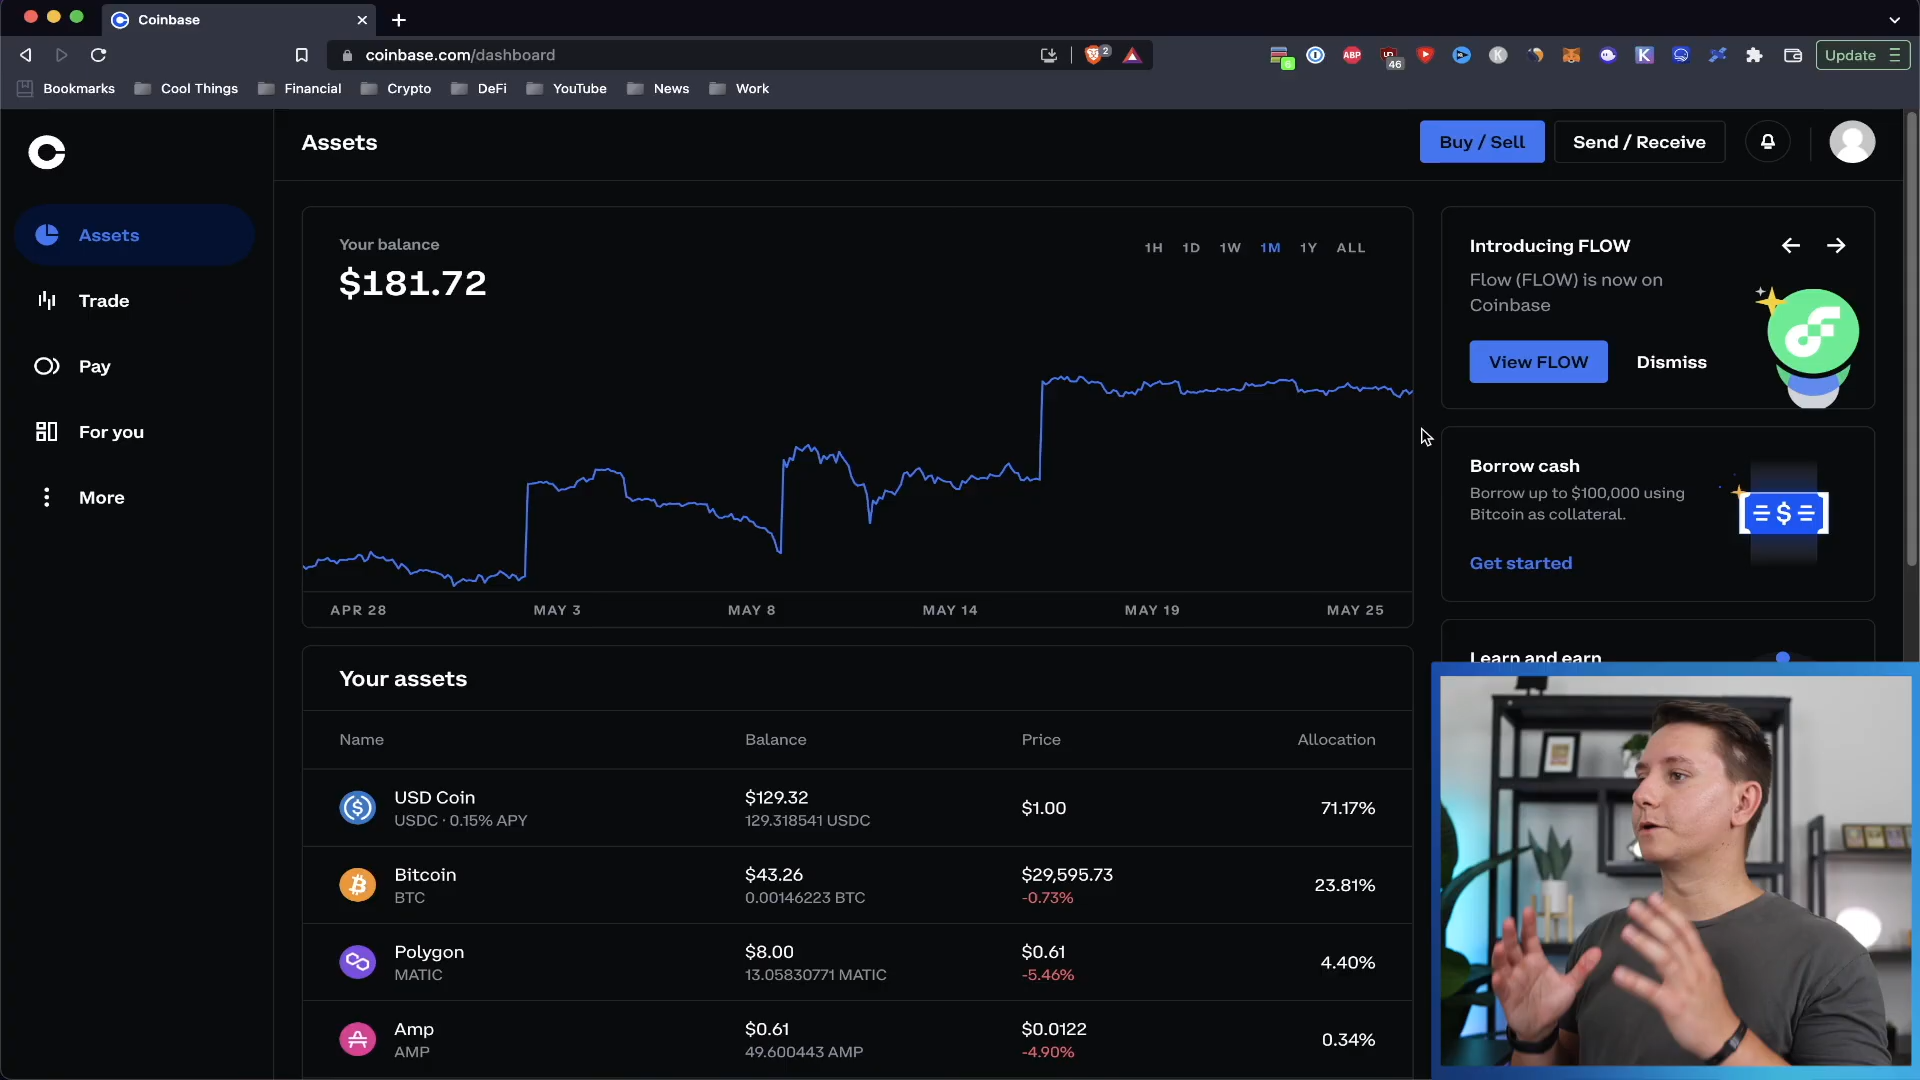 Coinbase
coinbase.com/dashboard
2
6
ABP
46
K
K
Update
Bookmarks
Cool Things
Financial
Crypto
DeFi
YouTube
News
Work
Assets
Buy / Sell
Send / Receive
Assets
Trade
Pay
For you
More
Your balance
$181.72
1H 1D 1W 1M 1Y ALL
APR 28 MAY 3 MAY 8 MAY 14 MAY 19 MAY 25
Introducing FLOW
Flow (FLOW) is now on
Coinbase
View FLOW
Dismiss
Borrow cash
Borrow up to $100,000 using
Bitcoin as collateral.
Get started
Learn and earn
Your assets
Name Balance Price Allocation
USD Coin $129.32 $1.00 71.17%
USDC · 0.15% APY 129.318541 USDC
Bitcoin $43.26 $29,595.73 23.81%
BTC 0.00146223 BTC -0.73%
Polygon $8.00 $0.61 4.40%
MATIC 13.05830771 MATIC -5.46%
Amp $0.61 $0.0122 0.34%
AMP 49.600443 AMP -4.90%